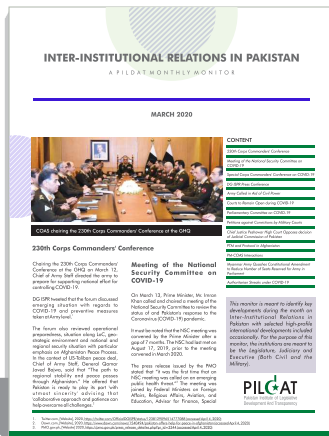 INTER-INSTITUTIONAL RELATIONS IN PAKISTAN
A PILDAT MONTHLY MONITOR
MARCH 2020
COAS chairing the 230th Corps Commanders' Conference at the GHQ
230th Corps Commanders' Conference
Chairing the 230th Corps Commanders'
Conference at the GHQ on March 12,
Chief of Army Staff directed the army to
prepare for supporting national effort for
controlling COVID-19.
DG ISPR tweeted that the forum discussed
emerging situation with regards to
COVID-19 and preventive measures
taken at Army level.
The forum also reviewed operational
preparedness, situation along LoC, geo-
strategic environment and national and
regional security situation with particular
emphasis on Afghanistan Peace Process.
In the context of US-Taliban peace deal,
Chief of Army Staff, General Qamar
Javed Bajwa, said that "The path to
regional stability and peace passes
through Afghanistan." He offered that
Pakistan is ready to play its part with
utmost sincerity advising that
'collaborative approach and patience can
help overcome all challenges.'
Meeting of the National
Security Committee on
COVID-19
On March 13, Prime Minister, Mr. Imran
Khan called and chaired a meeting of the
National Security Committee to review the
status of and Pakistan's response to the
Coronavirus (COVID-19) pandemic.
It must be noted that the NSC meeting was
convened by the Prime Minister after a
gap of 7 months. The NSC had last met on
August 17, 2019, prior to the meeting
convened in March 2020.
The press release issued by the PMO
stated that "it was the first time that an
NSC meeting was called on an emerging
public health threat." The meeting was
joined by Federal Ministers on Foreign
Affairs, Religious Affairs, Aviation, and
Education, Advisor for Finance, Special
CONTENT
230th Corps Commanders' Conference
Meeting of the National Security Committee on
COVID-19
Special Corps Commanders' Conference on COVID-19
DG ISPR Press Conference
Army Called in Aid of Civil Power
Courts to Remain Open during COVID-19
Parliamentary Committee on COVID-19
Petitions against Convictions by Military Courts
Chief Justice Peshawar High Court Opposes decision
of Judicial Commission of Pakistan
PTM and Protocol to Afghanistan
PM-COAS Interactions
Myanmar Army Quashes Constitutional Amendment
to Reduce Number of Seats Reserved for Army in
Parliament
Authoritarian Streaks under COVID-19
This monitor is meant to identify key
developments during the month on
Inter-Institutional Relations in
Pakistan with selected high-profile
international developments included
occasionally. For the purpose of this
monitor, the institutions are meant to
be the Legislature, Judiciary and
Executive (Both Civil and the
Military).
PILDAT
Pakistan Institute of Legislative
Development And Transparency